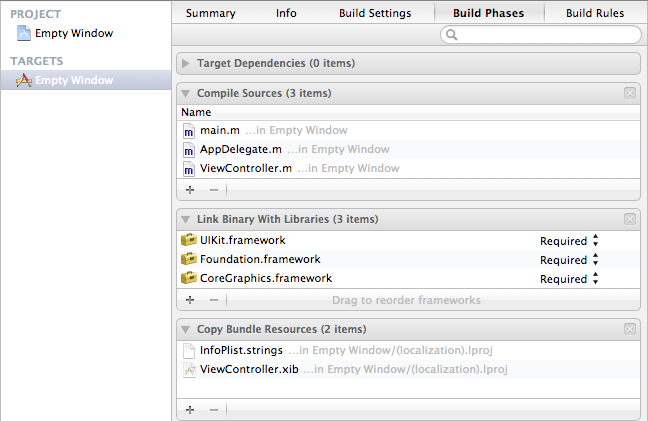 PROJECT
Empty Window
TARGETS
Empty Window
Summary Info Build Settings Build Phases Build Rules
Target Dependencies (0 items)
Compile Sources (3 items)
Name
main.m ...in Empty Window
AppDelegate.m ...in Empty Window
ViewController.m ...in Empty Window
Link Binary With Libraries (3 items)
UIKit.framework Required
Foundation.framework Required
CoreGraphics.framework Required
Drag to reorder frameworks
Copy Bundle Resources (2 items)
InfoPlist.strings ...in Empty Window/(localization).lproj
ViewController.xib ...in Empty Window/(localization).lproj